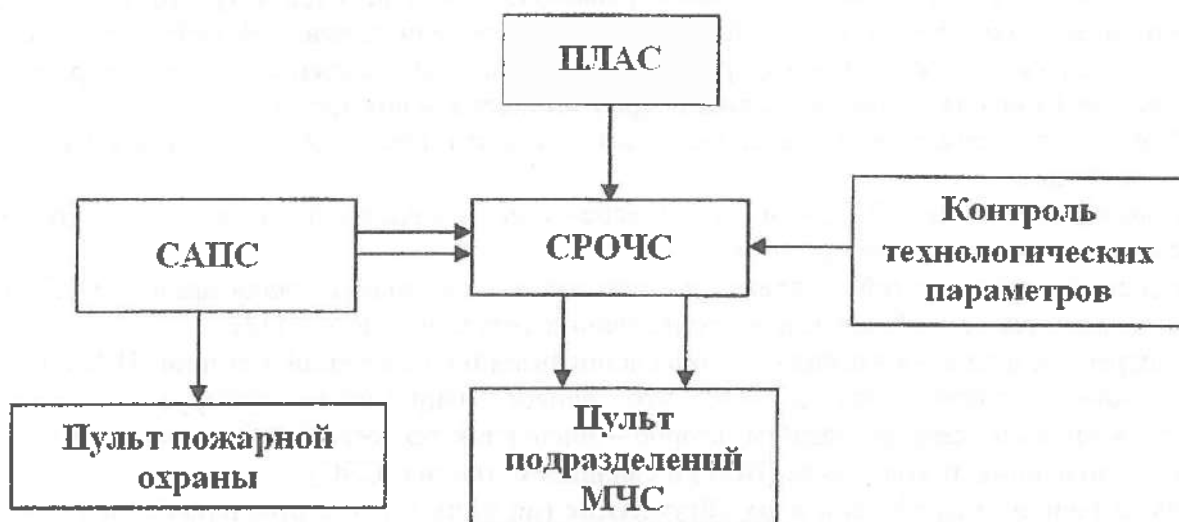 ПЛАС
САПС
СРОЧС
Контроль
технологических
параметров
Пульт пожарной
охраны
Пульт
подразделений
МЧС